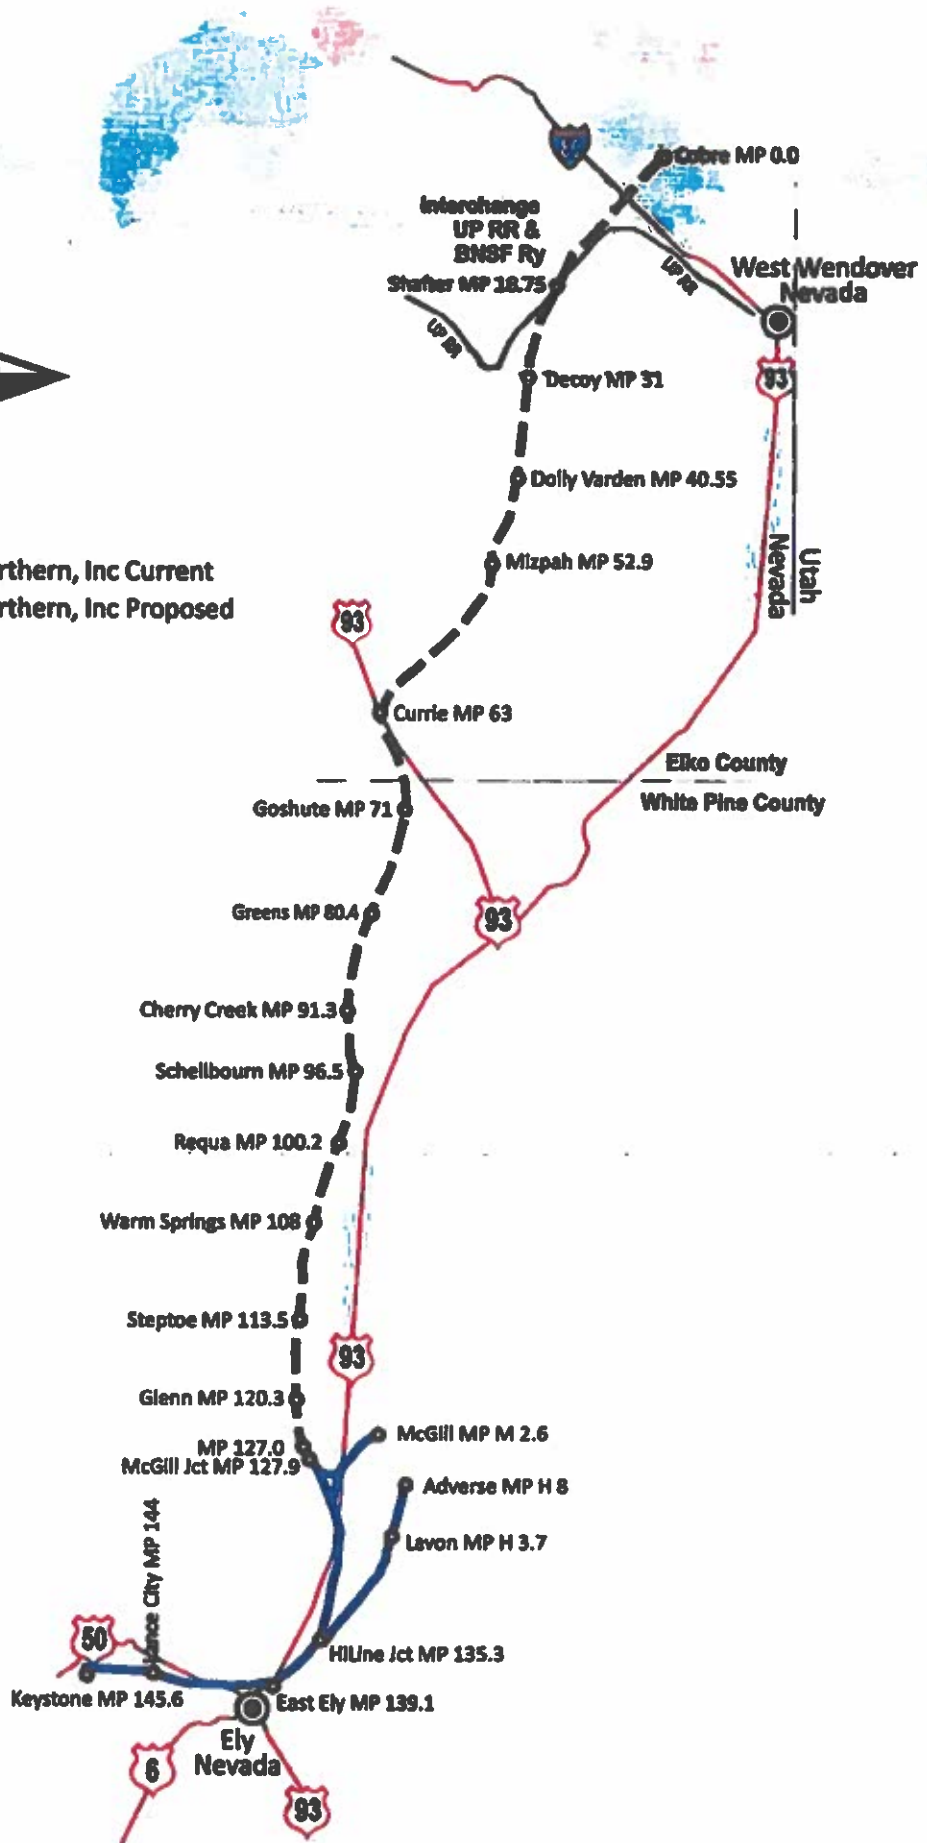 Cobre MP 0.0
Interchange
UP RR &
BNSF Ry
Shafter MP 18.75
UP RR
UP RR
West Wendover
Nevada
93
Decoy MP 31
Dolly Varden MP 40.55
Mizpah MP 52.9
Utah
Nevada
rthern, Inc Current
rthern, Inc Proposed
93
Currie MP 63
Elko County
White Pine County
Goshute MP 71
Greens MP 80.4
93
Cherry Creek MP 91.3
Schellbourn MP 96.5
Requa MP 100.2
Warm Springs MP 108
Steptoe MP 113.5
93
Glenn MP 120.3
MP 127.0
McGill Jct MP 127.9
McGill MP M 2.6
Adverse MP H 8
Lavon MP H 3.7
ance City MP 144
50
HiLine Jct MP 135.3
Keystone MP 145.6
East Ely MP 139.1
Ely
Nevada
6
93